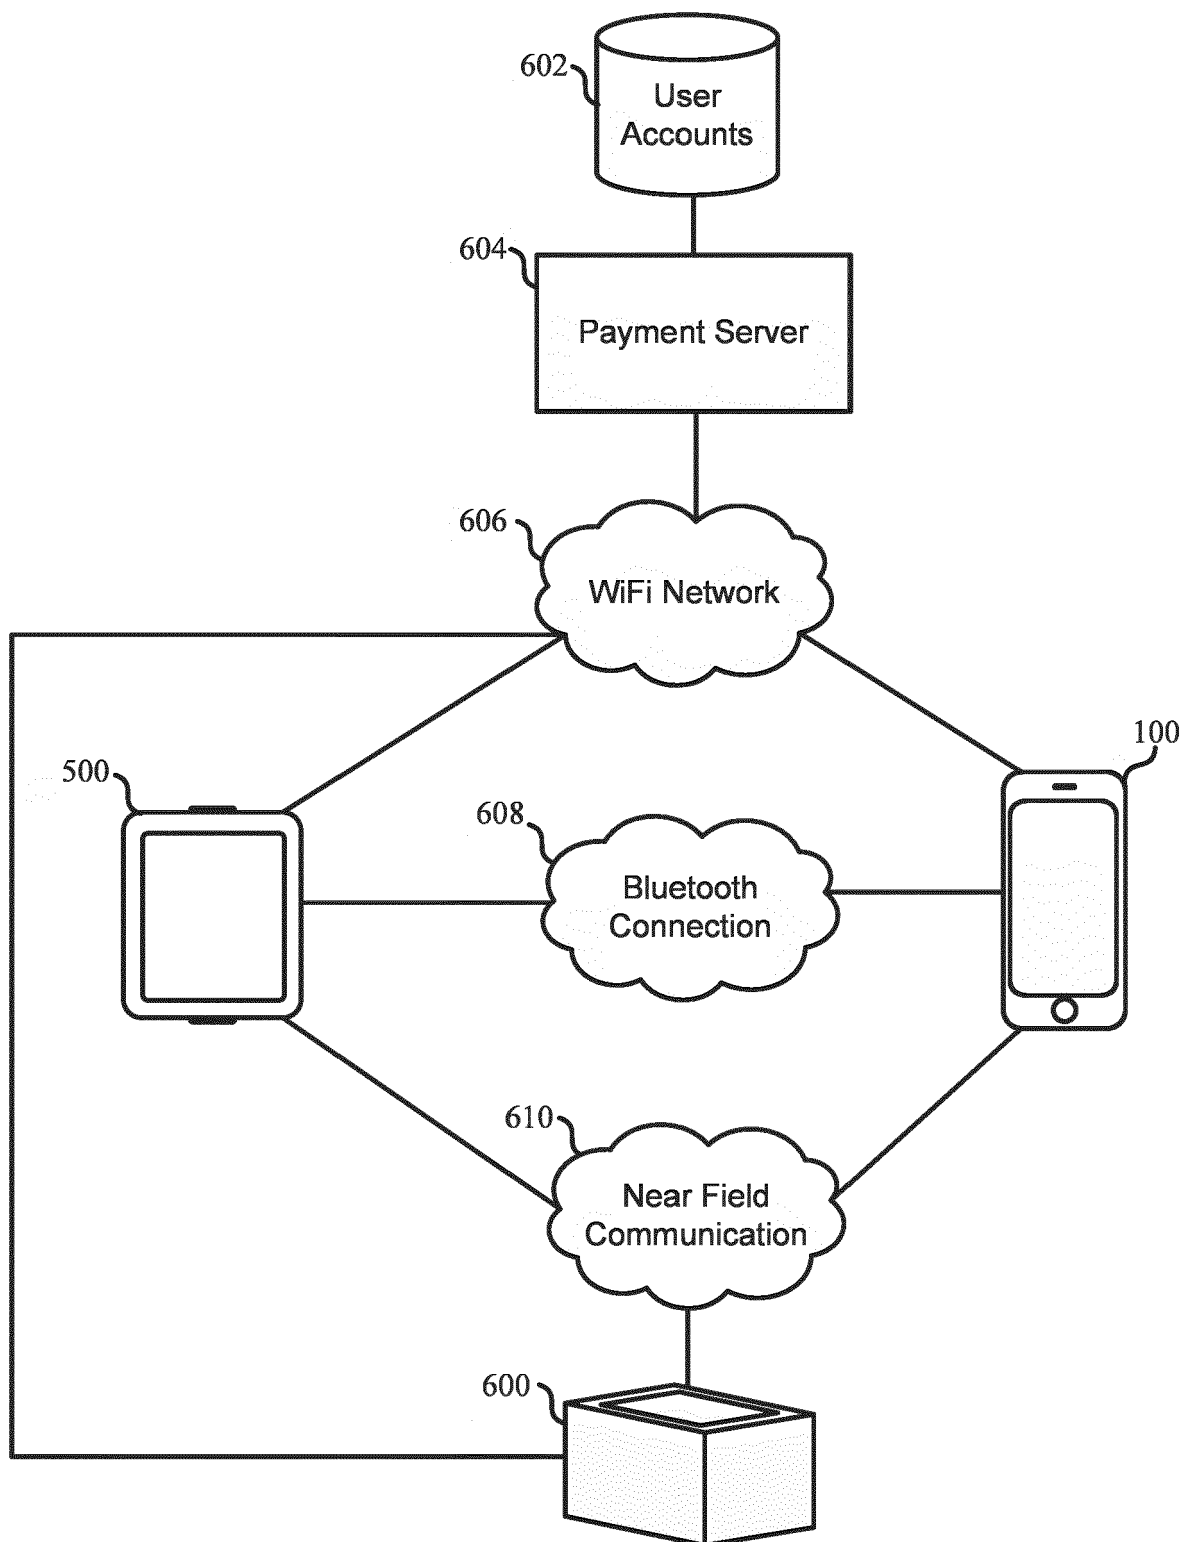 602
User
Accounts
604
Payment Server
606
WiFi Network
100
500
608
Bluetooth
Connection
610
Near Field
Communication
600